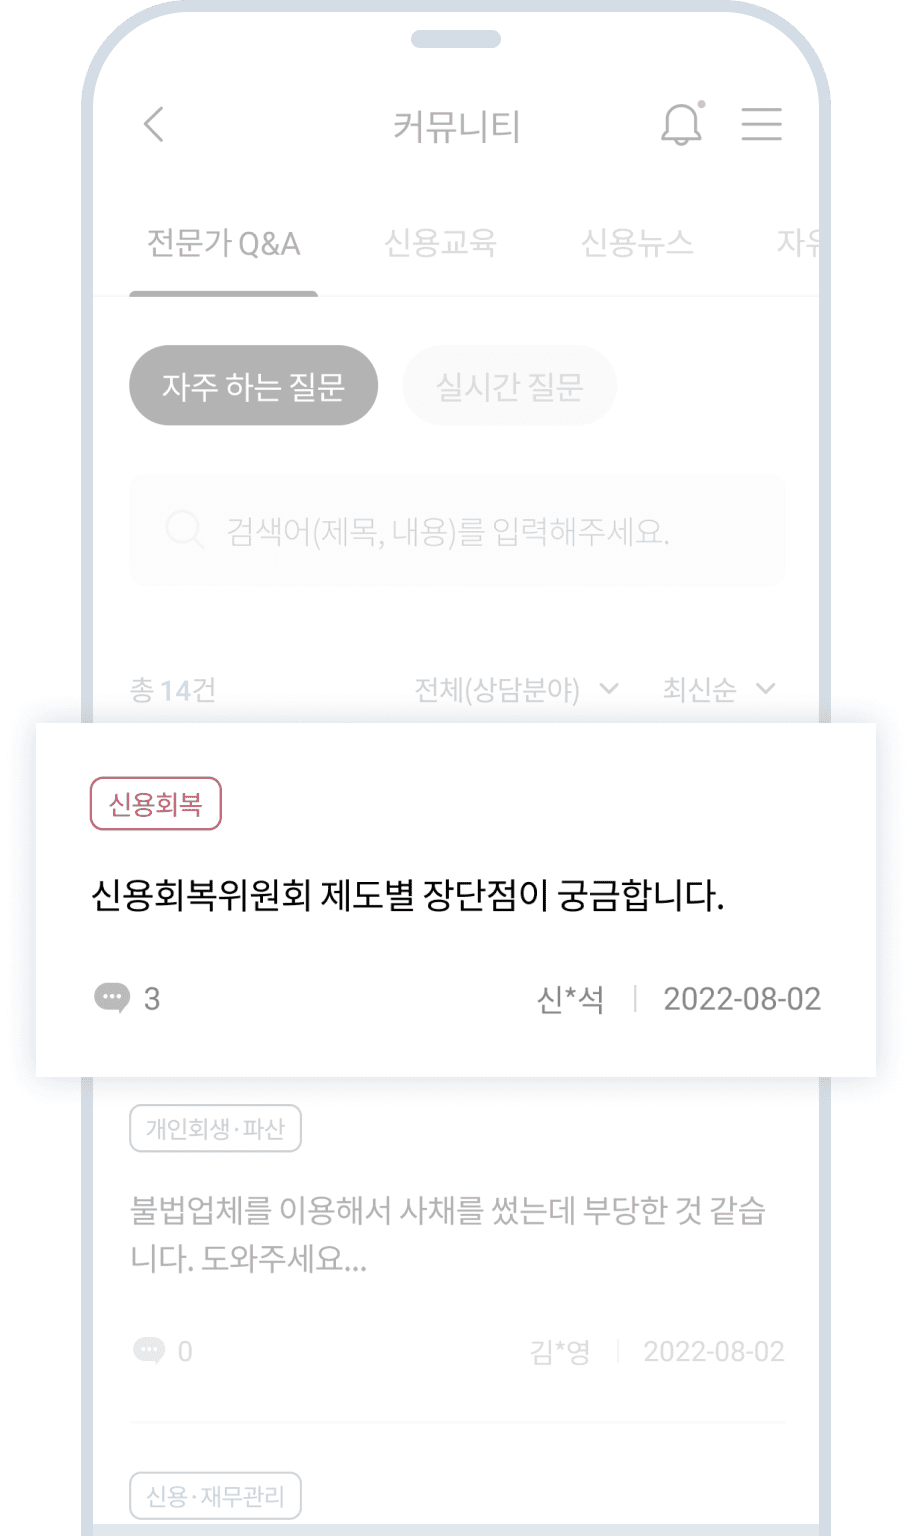 커뮤니티
전문가 Q&A 신용교육 신용뉴스 자유
자주 하는 질문 실시간 질문
검색어(제목, 내용)를 입력해주세요.
총 14건 전체(상담분야) 최신순
신용회복
신용회복위원회 제도별 장단점이 궁금합니다.
3 신*석 | 2022-08-02
개인회생·파산
불법업체를 이용해서 사채를 썼는데 부당한 것 같습
니다. 도와주세요...
0 김*영 | 2022-08-02
신용·재무관리